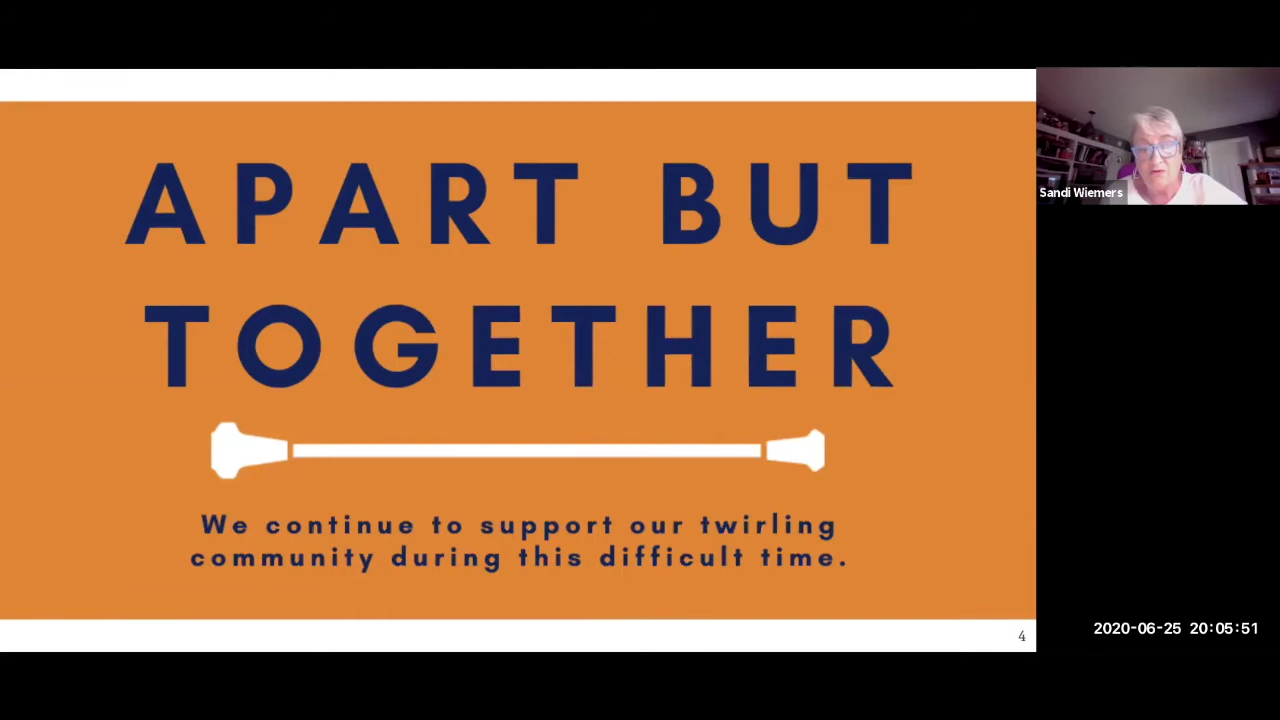 APART BUT
TOGETHER
We continue to support our twirling
community during this difficult time.
4
Sandi Wiemers
2020-06-25 20:05:51